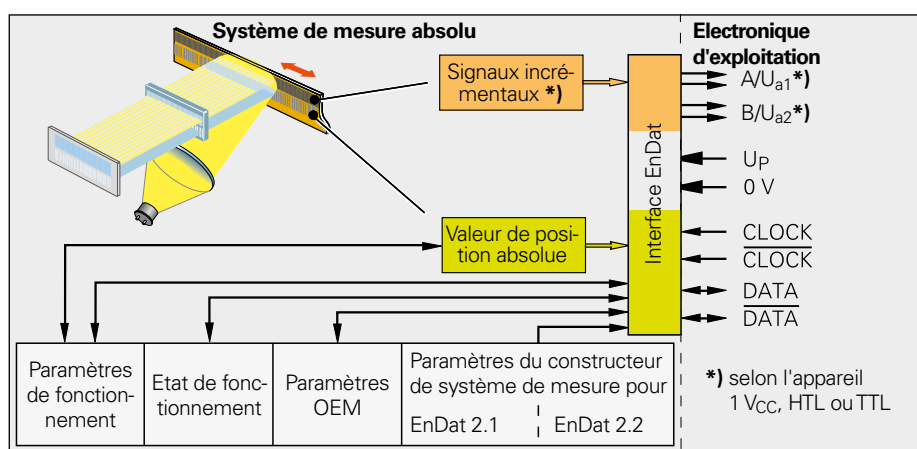 Système de mesure absolu
Electronique
d'exploitation
Signaux incré-
mentaux *)
A/Ua1*)
B/Ua2*)
UP
0 V
Interface EnDat
Valeur de posi-
tion absolue
CLOCK
CLOCK
DATA
DATA
Paramètres
de fonction-
nement
Etat de fonc-
tionnement
Paramètres
OEM
Paramètres du constructeur
de système de mesure pour
EnDat 2.1
EnDat 2.2
*) selon l'appareil
1 VCC, HTL ou TTL